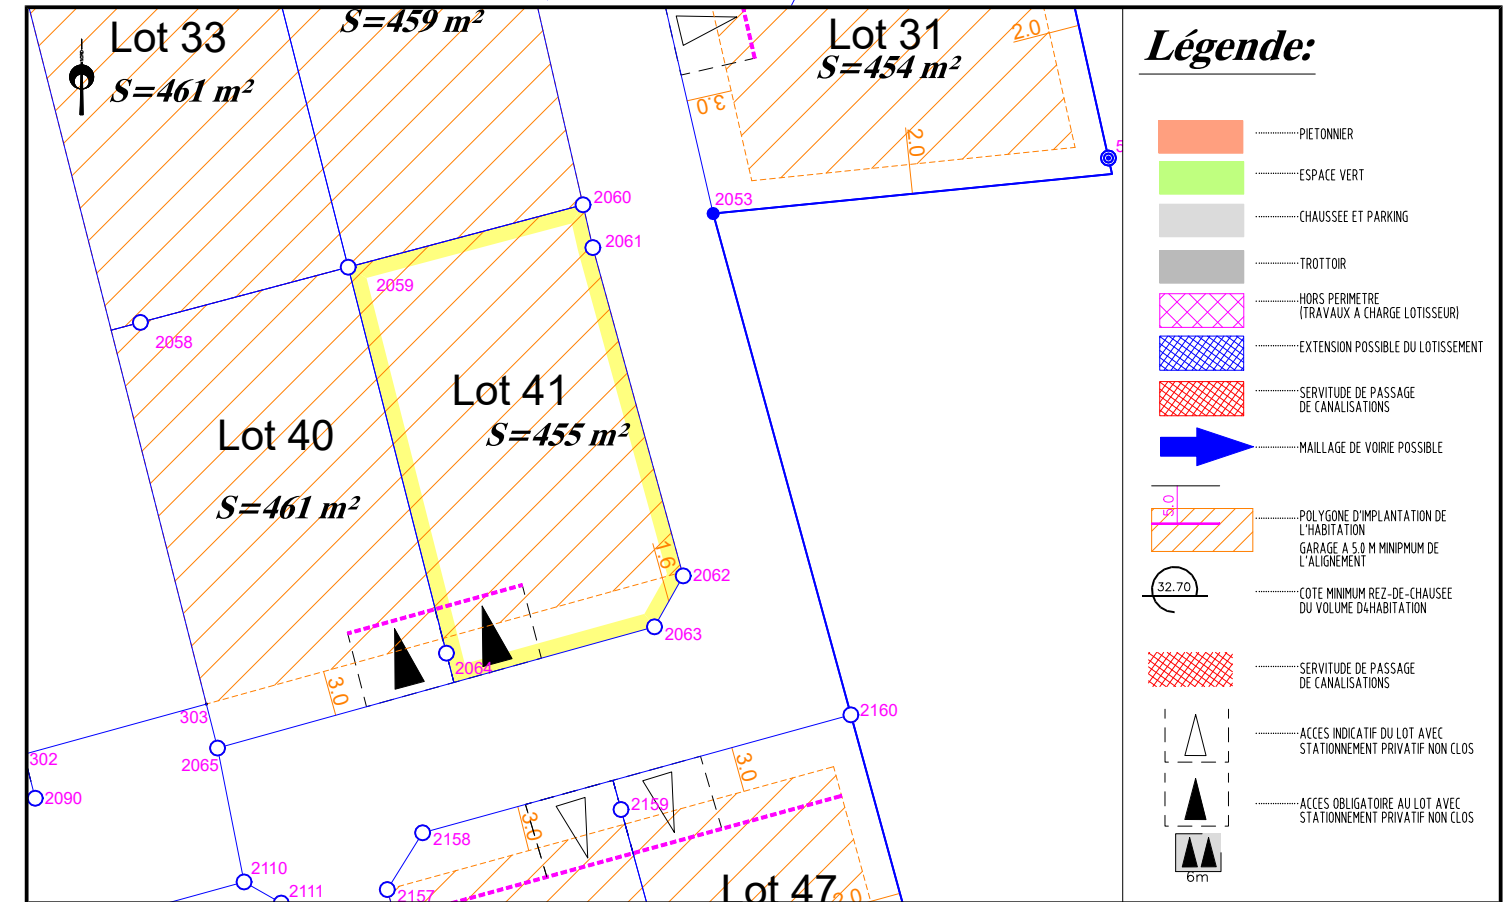 S=459 m²
Lot 33
S=461 m²
Lot 31
S=454 m²
2.0
3.0
2.0
5
2060
2053
2061
2059
2058
Lot 41
S=455 m²
Lot 40
S=461 m²
1.6
2062
2063
2064
3.0
303
2065
302
2090
2160
3.0
2159
3.0
2158
2110
2111
2157
Lot 47
2.0
Légende:
PIETONNIER
ESPACE VERT
CHAUSSEE ET PARKING
TROTTOIR
HORS PERIMETRE
(TRAVAUX A CHARGE LOTISSEUR)
EXTENSION POSSIBLE DU LOTISSEMENT
SERVITUDE DE PASSAGE
DE CANALISATIONS
MAILLAGE DE VOIRIE POSSIBLE
5.0
POLYGONE D'IMPLANTATION DE
L'HABITATION
GARAGE A 5.0 M MINIPMUM DE
L'ALIGNEMENT
32.70
COTE MINIMUM REZ-DE-CHAUSEE
DU VOLUME D4HABITATION
SERVITUDE DE PASSAGE
DE CANALISATIONS
ACCES INDICATIF DU LOT AVEC
STATIONNEMENT PRIVATIF NON CLOS
ACCES OBLIGATOIRE AU LOT AVEC
STATIONNEMENT PRIVATIF NON CLOS
6m